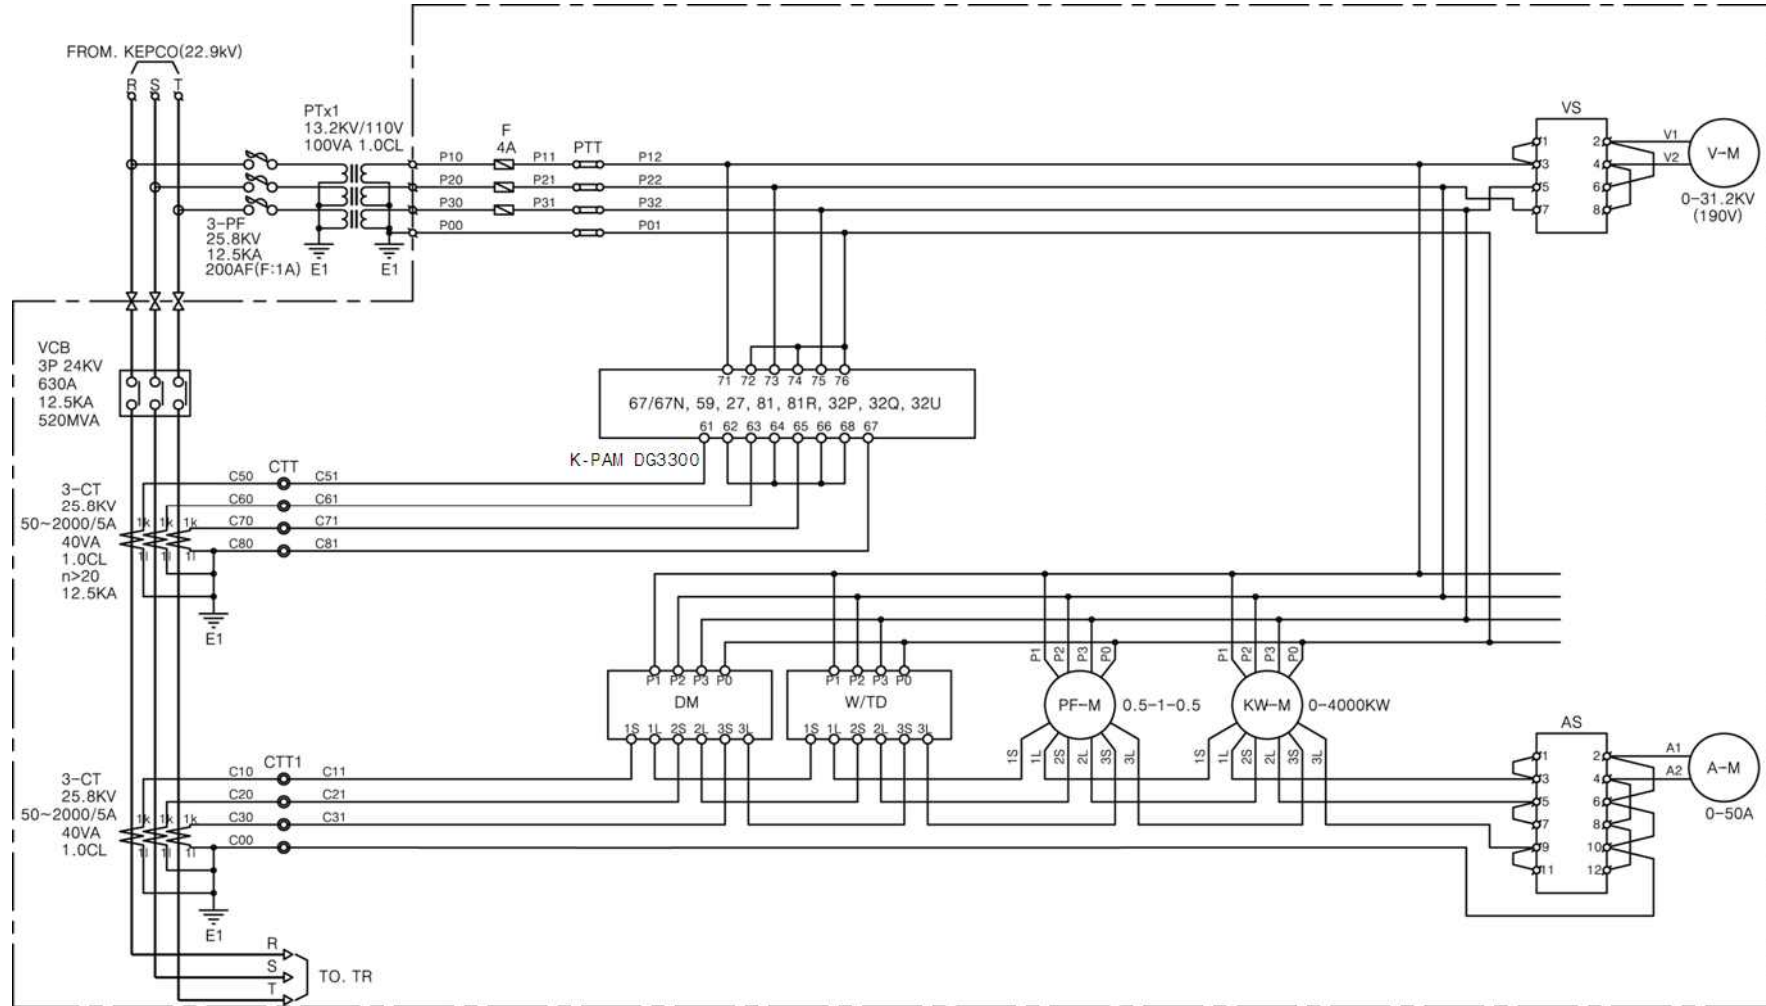 FROM. KEPCO(22.9kV)
R S T
PTx1
13.2KV/110V
100VA 1.0CL
F
4A
PTT
P10 P11 P12
P20 P21 P22
P30 P31 P32
P00 P01
3-PF
25.8KV
12.5KA
200AF(F:1A)
E1 E1
VS
1 2
3 4
5 6
7 8
V1
V2
V-M
0-31.2KV
(190V)
VCB
3P 24KV
630A
12.5KA
520MVA
71 72 73 74 75 76
67/67N, 59, 27, 81, 81R, 32P, 32Q, 32U
61 62 63 64 65 66 68 67
K-PAM DG3300
CTT
C50 C51
C60 C61
C70 C71
C80 C81
3-CT
25.8KV
50~2000/5A
40VA
1.0CL
n>20
12.5KA
1k 1k 1k
1l 1l 1l
E1
P1 P2 P3 P0
DM
1S 1L 2S 2L 3S 3L
P1 P2 P3 P0
W/TD
1S 1L 2S 2L 3S 3L
P1 P2 P3 P0
PF-M
0.5-1-0.5
1S 1L 2S 2L 3S 3L
P1 P2 P3 P0
KW-M
0-4000KW
1S 1L 2S 2L 3S 3L
CTT1
C10 C11
C20 C21
C30 C31
C00
3-CT
25.8KV
50~2000/5A
40VA
1.0CL
1k 1k 1k
1l 1l 1l
E1
AS
1 2
3 4
5 6
7 8
9 10
11 12
A1
A2
A-M
0-50A
R
S
T
TO. TR